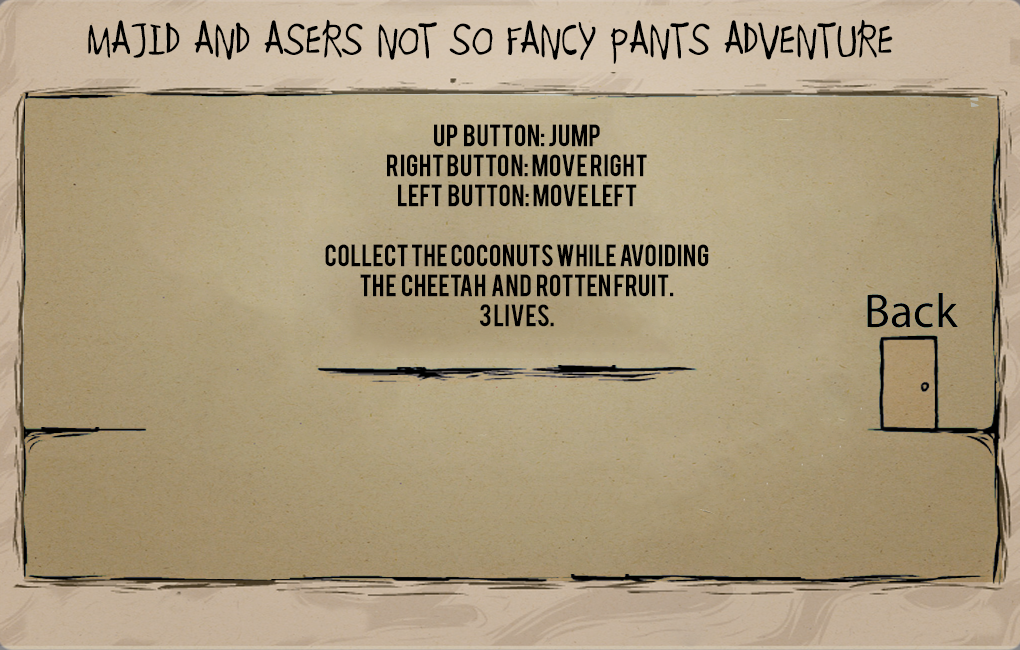 MAJID AND ASERS NOT SO FANCY PANTS ADVENTURE
UP BUTTON: JUMP
RIGHT BUTTON: MOVE RIGHT
LEFT BUTTON: MOVE LEFT
COLLECT THE COCONUTS WHILE AVOIDING
THE CHEETAH AND ROTTEN FRUIT.
3 LIVES.
Back